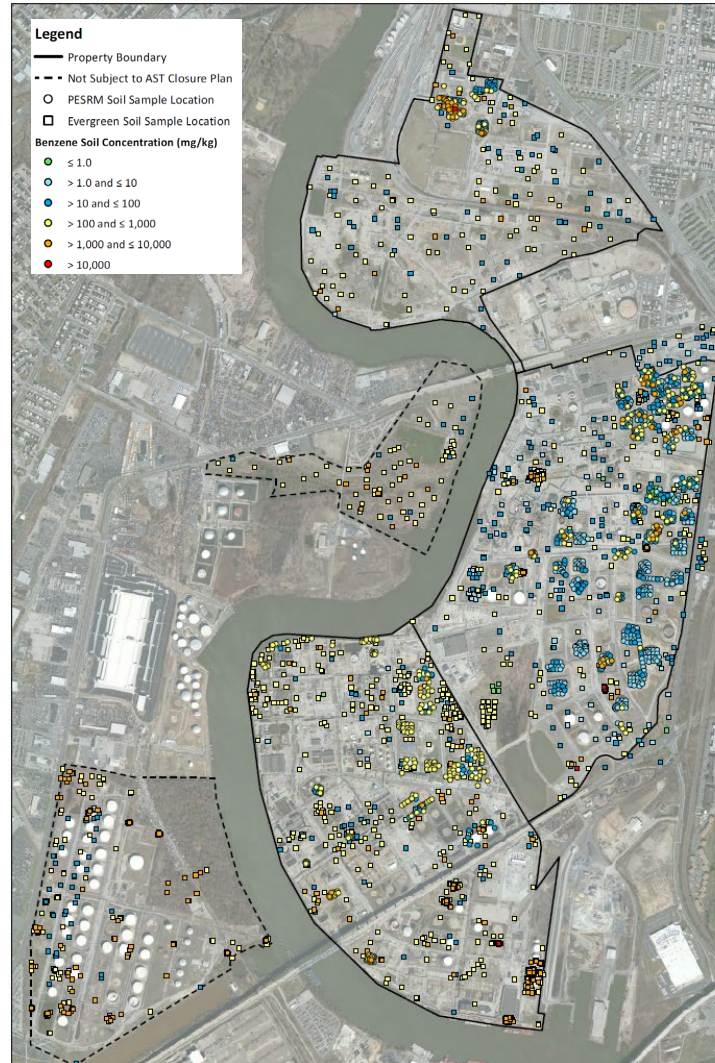 Legend
Property Boundary
Not Subject to AST Closure Plan
PESRM Soil Sample Location
Evergreen Soil Sample Location
Benzene Soil Concentration (mg/kg)
≤ 1.0
> 1.0 and ≤ 10
> 10 and ≤ 100
> 100 and ≤ 1,000
> 1,000 and ≤ 10,000
> 10,000